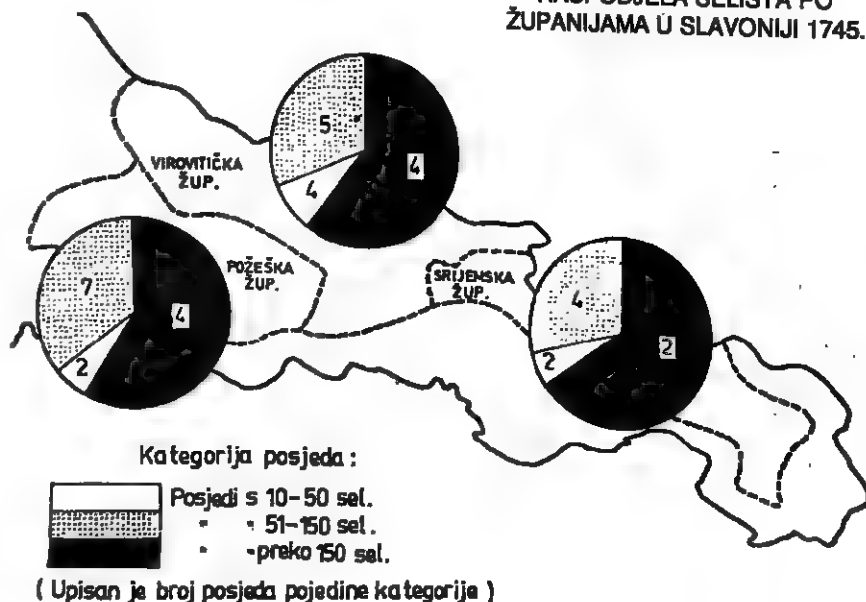 ŽUPANIJAMA U SLAVONIJI 1745.
5
4
4
VIROVITIČKA
ŽUP.
POŽEŠKA
ŽUP.
SRIJEMSKA
ŽUP.
7
4
2
4
2
2
Kategorija posjeda :
Posjedi s 10-50 sel.
" " 51-150 sel.
" " preko 150 sel.
( Upisan je broj posjeda pojedine kategorije )